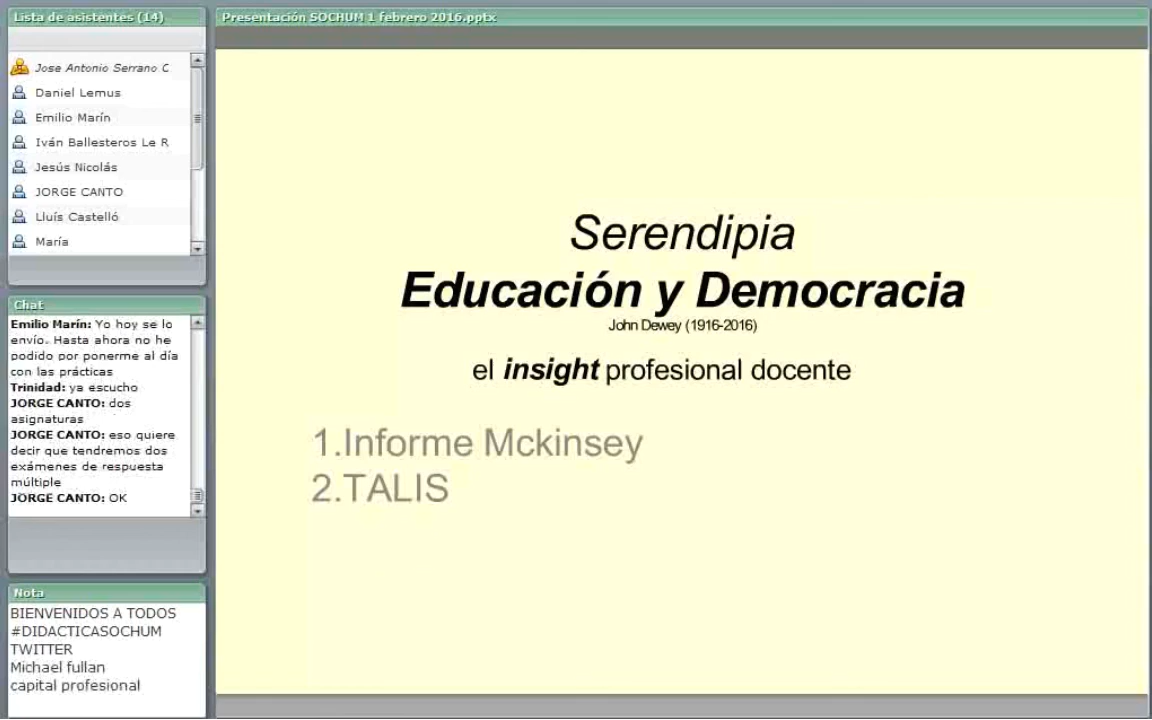 Lista de asistentes (14)
Jose Antonio Serrano C
Daniel Lemus
Emilio Marín
Iván Ballesteros Le R
Jesús Nicolás
JORGE CANTO
Lluís Castelló
María
Chat
Emilio Marín: Yo hoy se lo
envío. Hasta ahora no he
podido por ponerme al día
con las prácticas
Trinidad: ya escucho
JORGE CANTO: dos
asignaturas
JORGE CANTO: eso quiere
decir que tendremos dos
exámenes de respuesta
múltiple
JORGE CANTO: OK
Nota
BIENVENIDOS A TODOS
#DIDACTICASOCHUM
TWITTER
Michael fullan
capital profesional
Presentación SOCHUM 1 febrero 2016.pptx
Serendipia
Educación y Democracia
John Dewey (1916-2016)
el insight profesional docente
1.Informe Mckinsey
2.TALIS